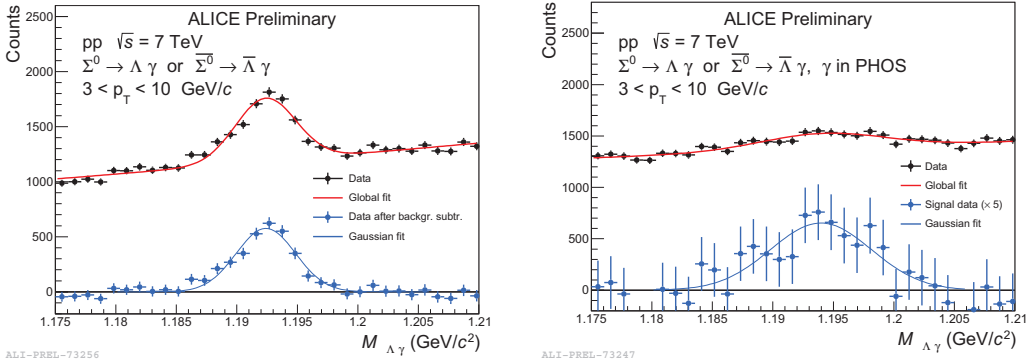 ALICE Preliminary
pp √s = 7 TeV
Σ⁰ → Λ γ or Σ̅⁰ → Λ̅ γ
3 < p_T < 10 GeV/c
Counts
2500
2000
1500
1000
500
0
Data
Global fit
Data after backgr. subtr.
Gaussian fit
1.175 1.18 1.185 1.19 1.195 1.2 1.205 1.21
M_Λγ (GeV/c²)
ALI-PREL-73256
ALICE Preliminary
pp √s = 7 TeV
Σ⁰ → Λ γ or Σ̅⁰ → Λ̅ γ, γ in PHOS
3 < p_T < 10 GeV/c
Counts
2500
2000
1500
1000
500
0
Data
Global fit
Signal data (× 5)
Gaussian fit
1.175 1.18 1.185 1.19 1.195 1.2 1.205 1.21
M_Λγ (GeV/c²)
ALI-PREL-73247